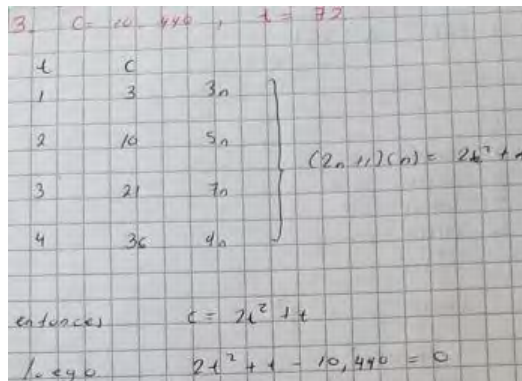 3. C= 10 440 , t = 72
t C
1 3 3n
2 10 5n
(2n+1)(n) = 2t² + n
3 21 7n
4 36 9n
entonces C = 2t² + t
luego 2t² + t - 10,440 = 0